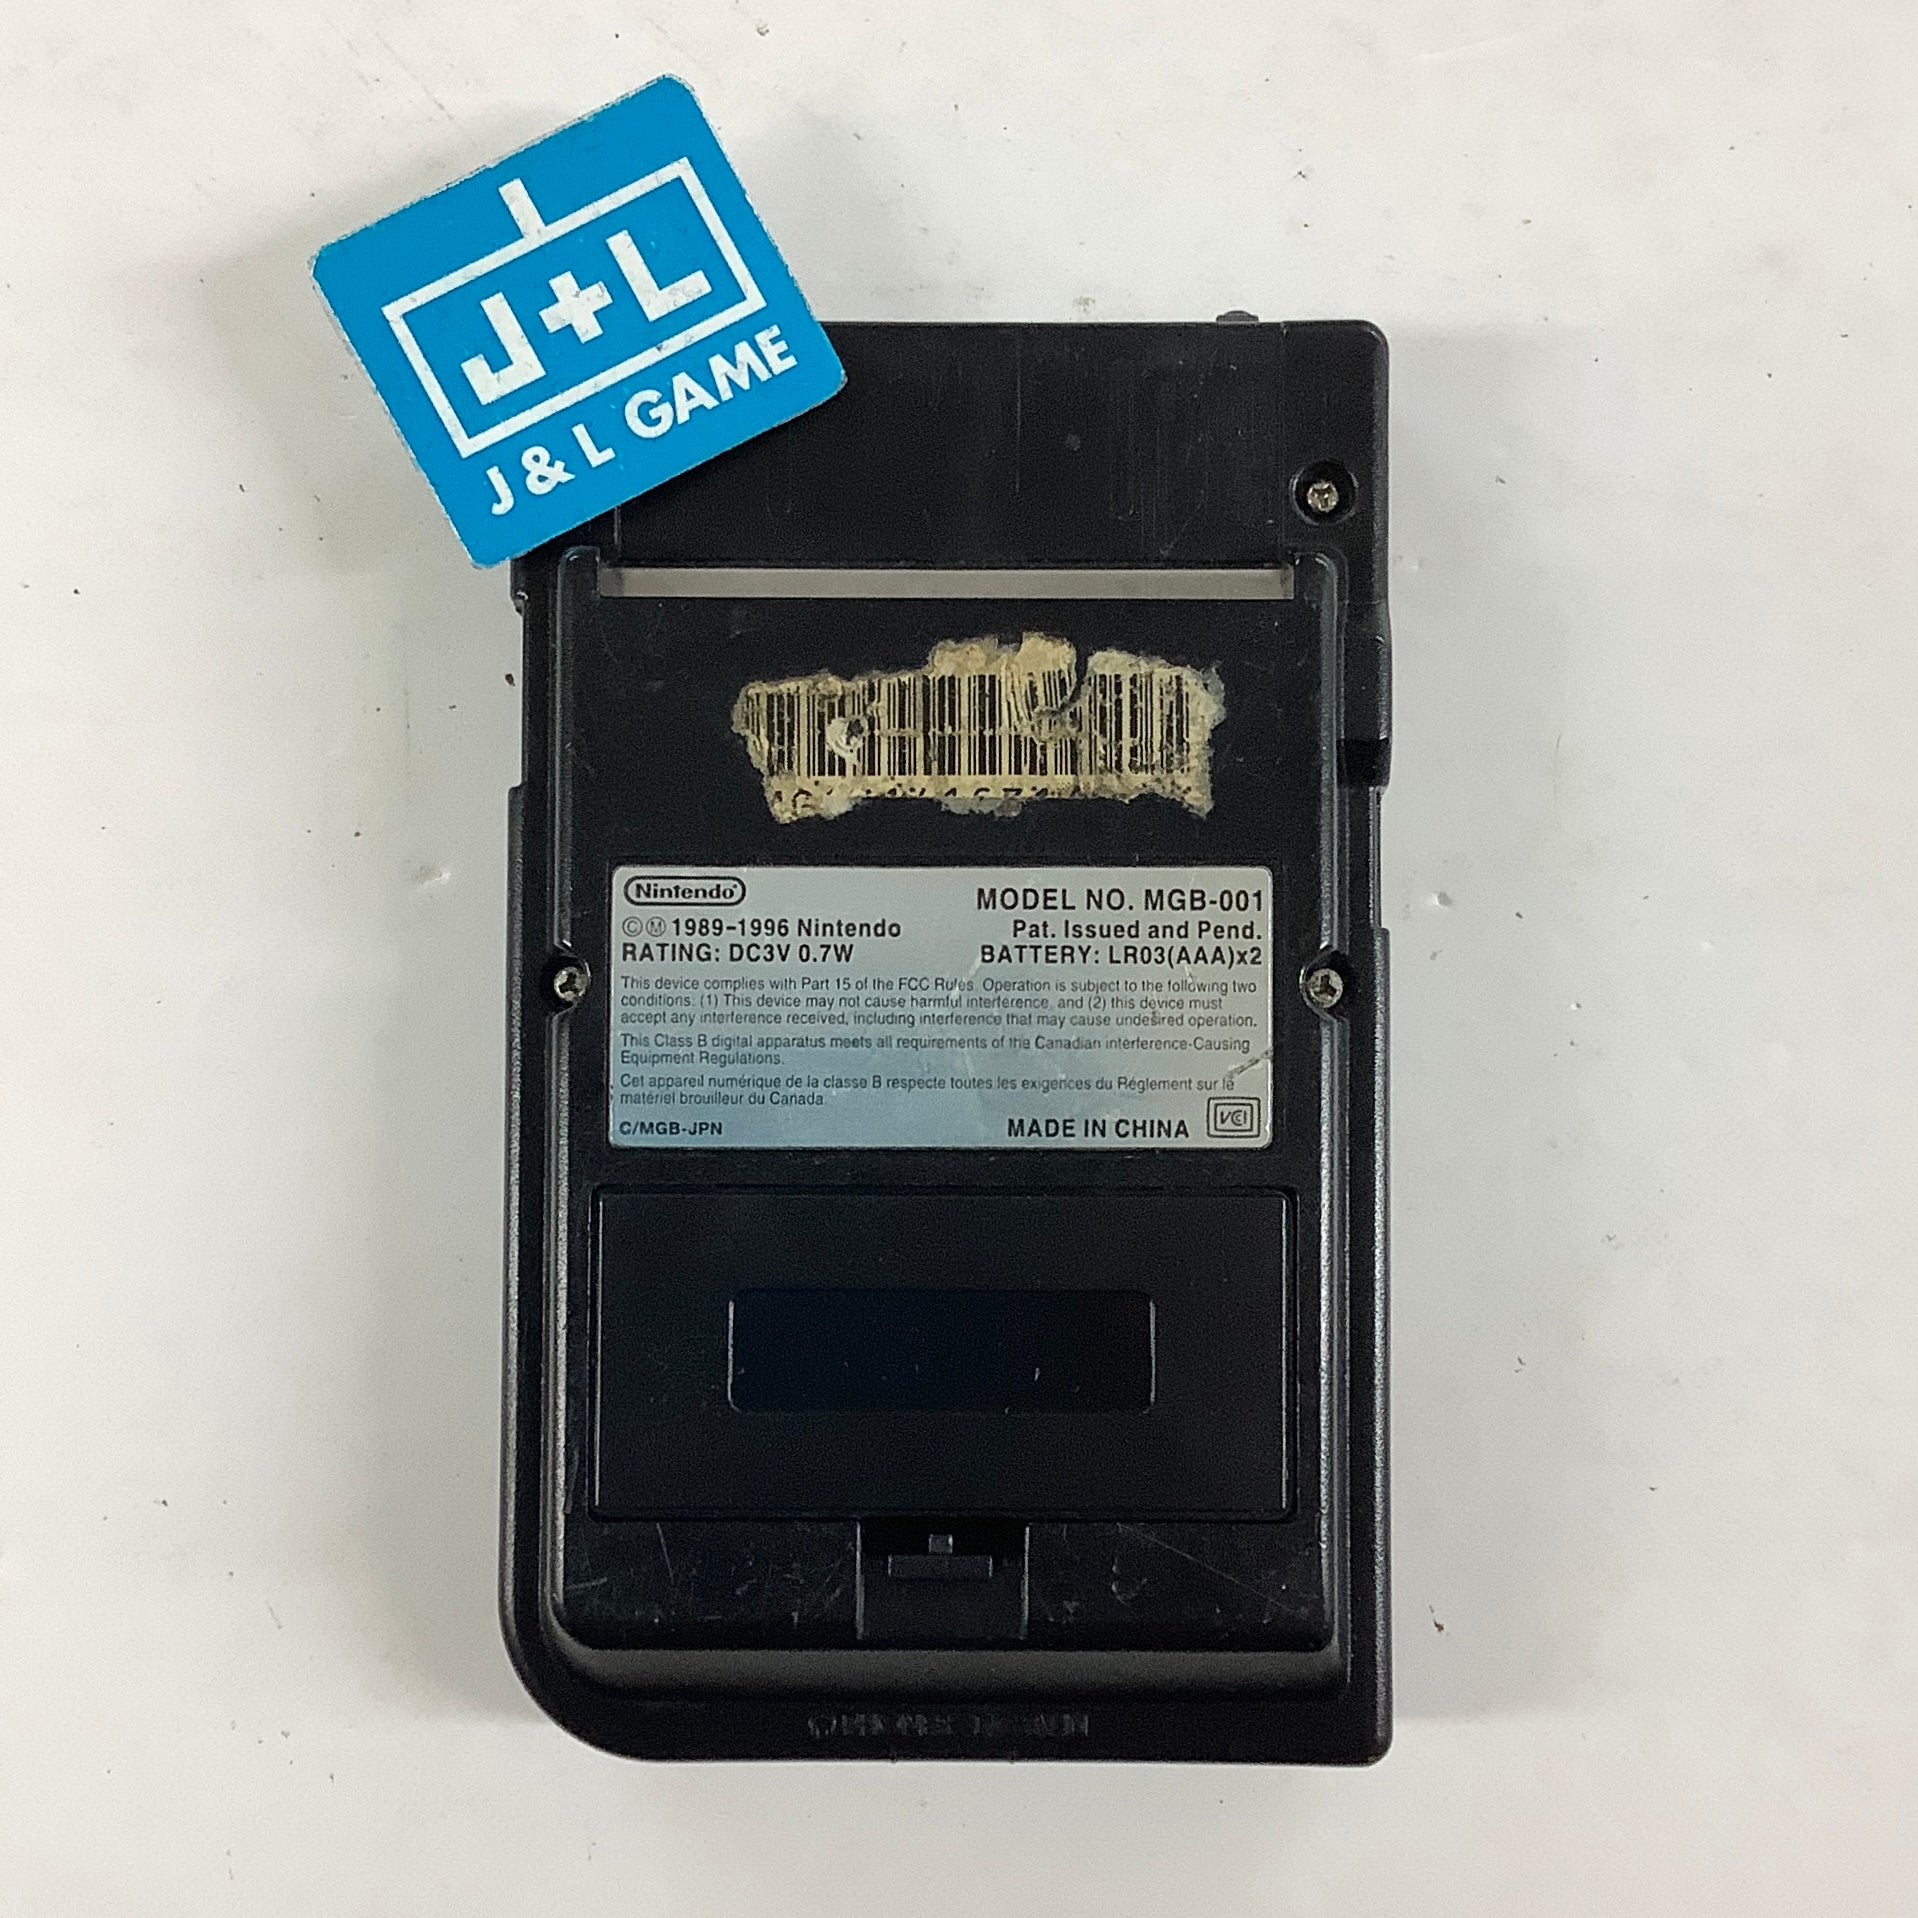 J+L
J & L GAME
Nintendo®
MODEL NO. MGB-001
ⒸⓂ 1989-1996 Nintendo
Pat. Issued and Pend.
RATING: DC3V 0.7W
BATTERY: LR03(AAA)x2
This device complies with Part 15 of the FCC Rules. Operation is subject to the following two
conditions: (1) This device may not cause harmful interference, and (2) this device must
accept any interference received, including interference that may cause undesired operation.
This Class B digital apparatus meets all requirements of the Canadian Interference-Causing
Equipment Regulations.
Cet appareil numérique de la classe B respecte toutes les exigences du Règlement sur le
matériel brouilleur du Canada.
C/MGB-JPN
MADE IN CHINA
VCI